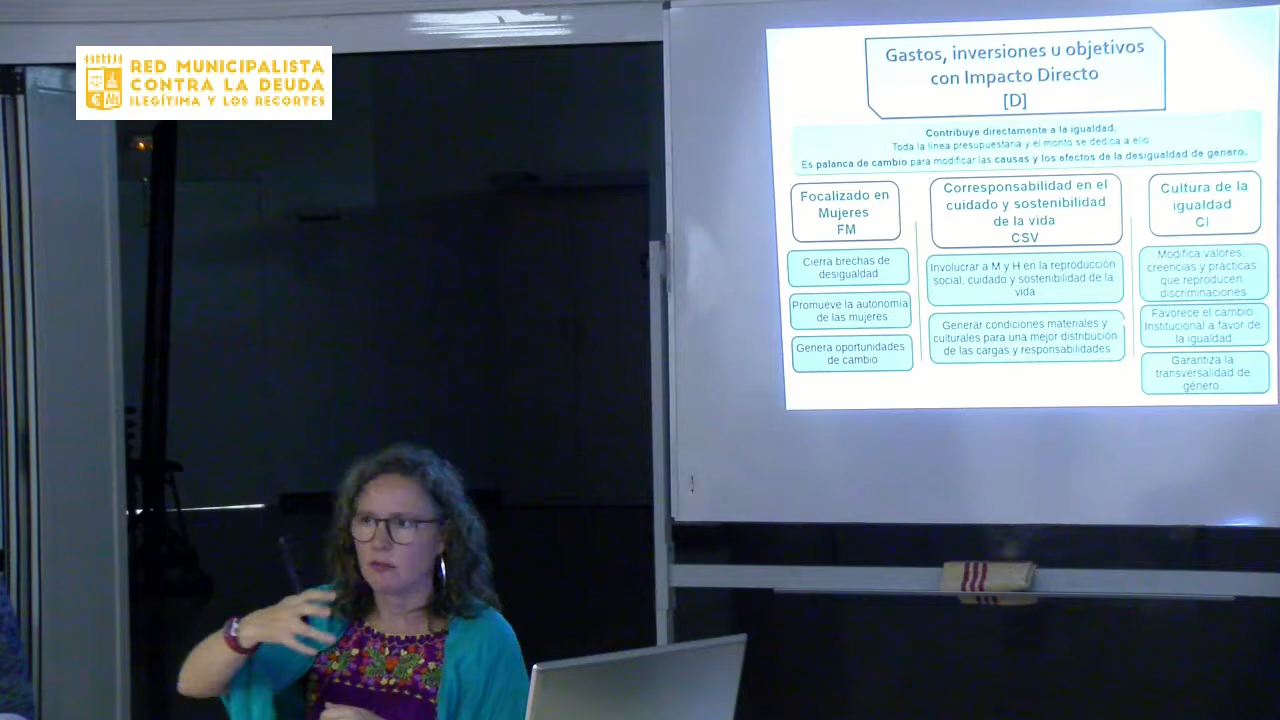 RED MUNICIPALISTA
CONTRA LA DEUDA
ILEGÍTIMA Y LOS RECORTES
Gastos, inversiones u objetivos
con Impacto Directo
[D]
Contribuye directamente a la igualdad.
Toda la línea presupuestaria y el monto se dedica a ello
Es palanca de cambio para modificar las causas y los efectos de la desigualdad de genero.
Focalizado en
Mujeres
FM
Cierra brechas de
desigualdad
Promueve la autonomía
de las mujeres
Genera oportunidades
de cambio
Corresponsabilidad en el
cuidado y sostenibilidad
de la vida
CSV
Involucrar a M y H en la reproducción
social, cuidado y sostenibilidad de la
vida
Generar condiciones materiales y
culturales para una mejor distribución
de las cargas y responsabilidades
Cultura de la
igualdad
CI
Modifica valores,
creencias y prácticas
que reproducen
discriminaciones
Favorece el cambio
Institucional a favor de
la igualdad
Garantiza la
transversalidad de
género